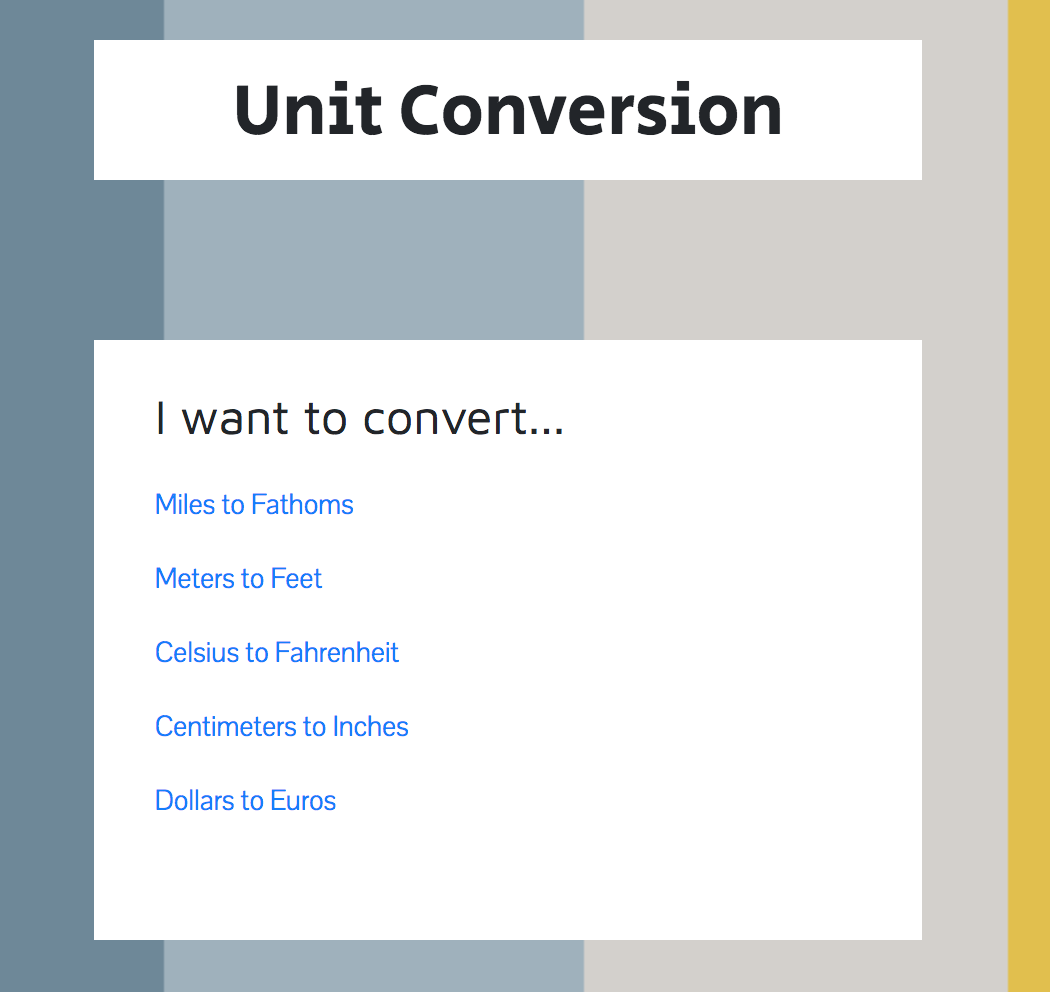 Unit Conversion
I want to convert...
Miles to Fathoms
Meters to Feet
Celsius to Fahrenheit
Centimeters to Inches
Dollars to Euros